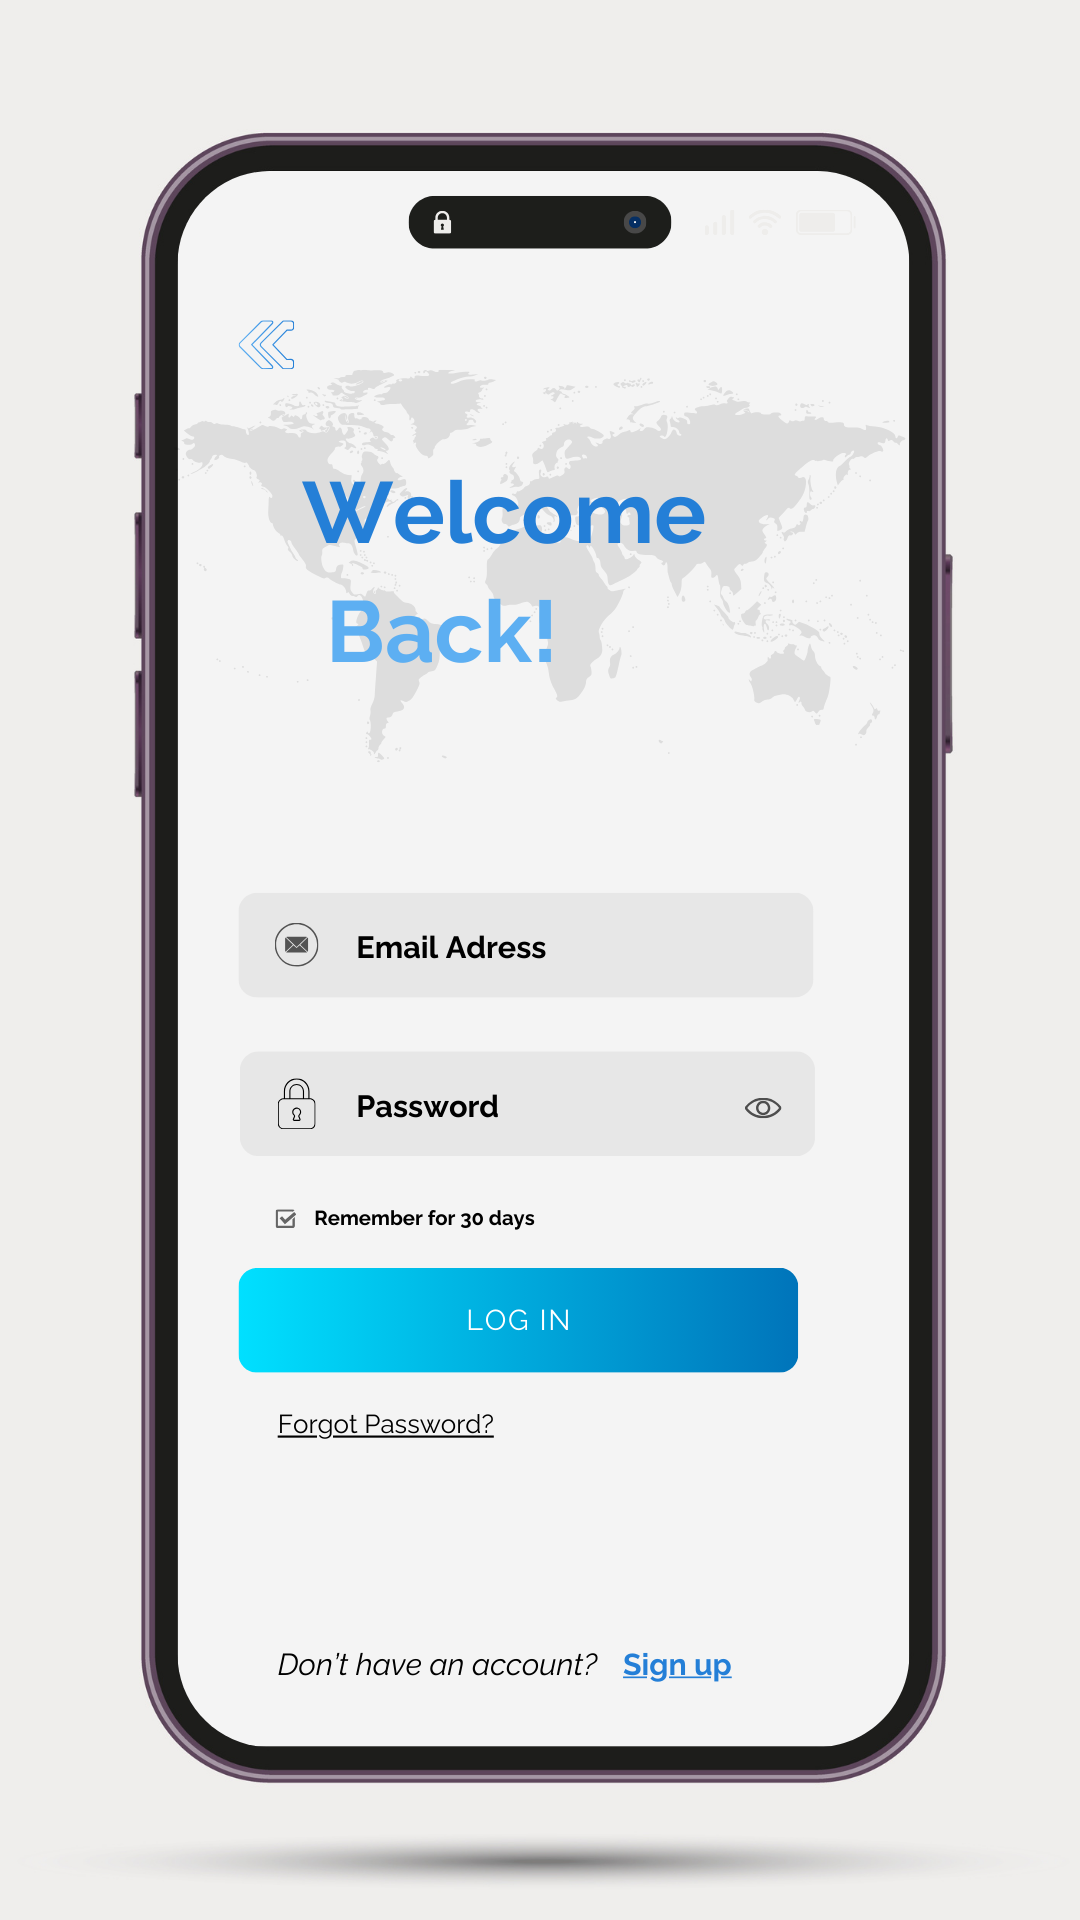 Welcome
Back!
Email Adress
Password
Remember for 30 days
LOG IN
Forgot Password?
Don't have an account? Sign up